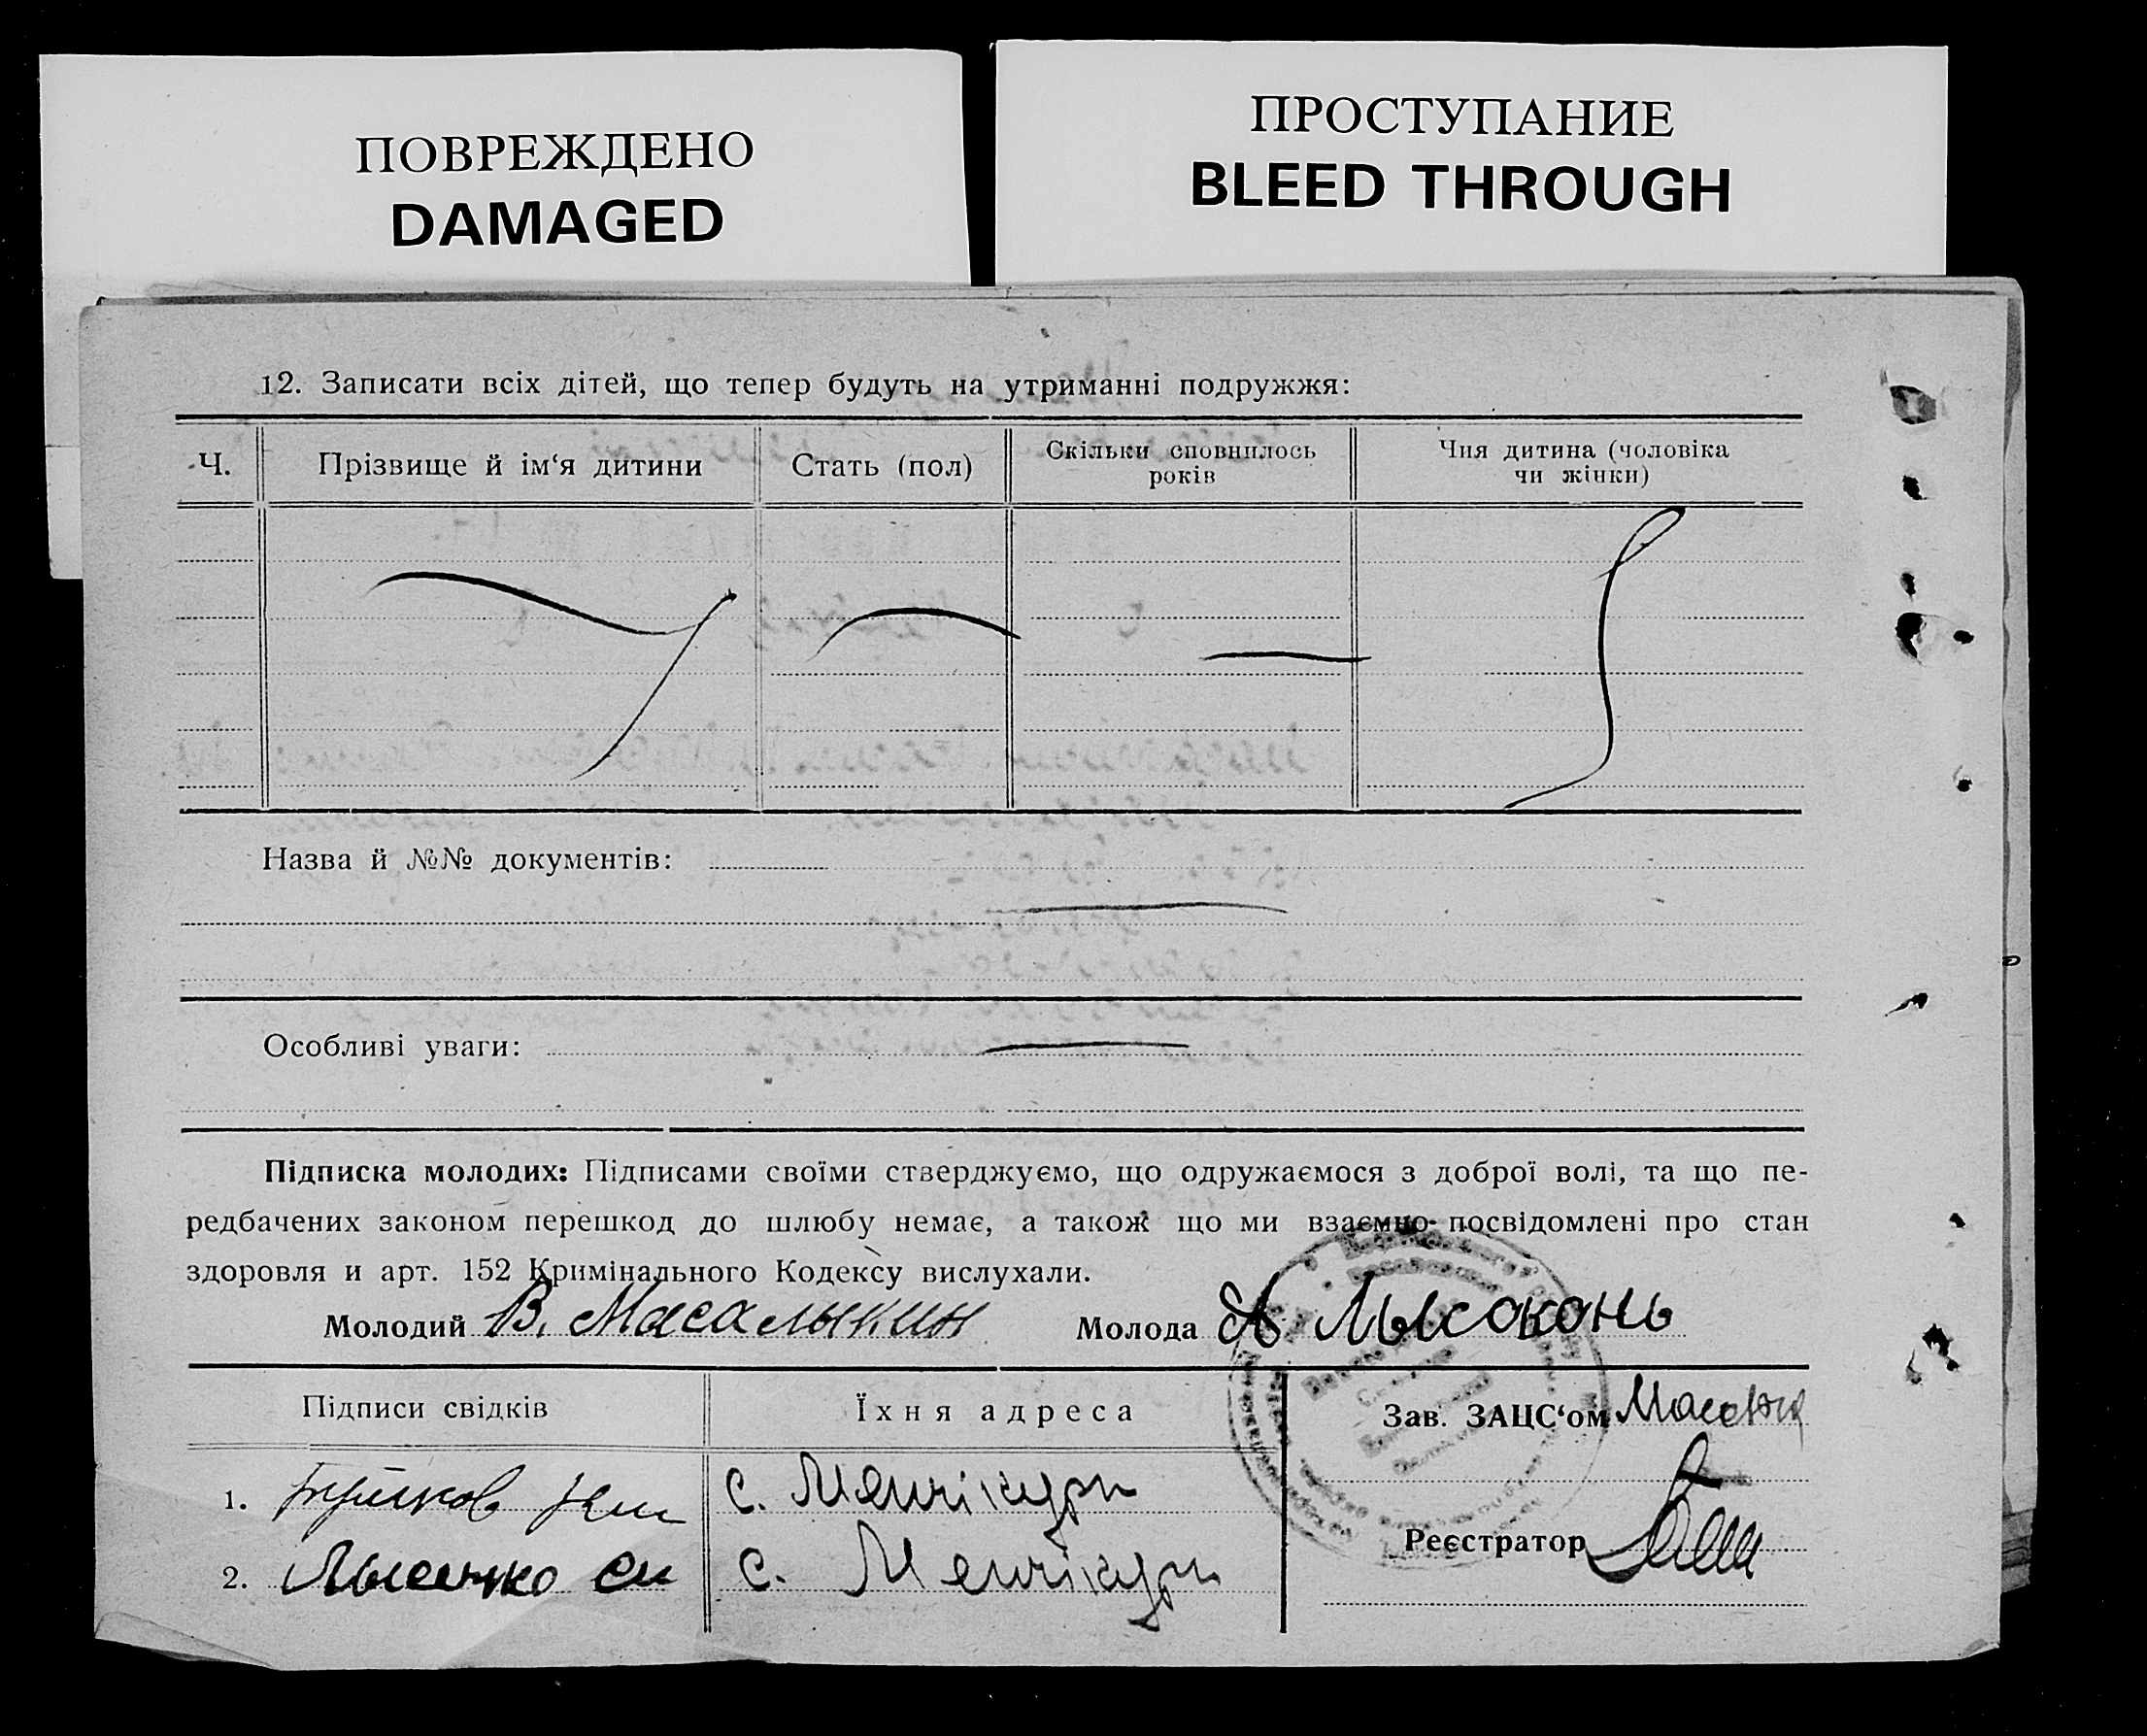 ПОВРЕЖДЕНО
DAMAGED
ПРОСТУПАНИЕ
BLEED THROUGH
12. Записати всіх дітей, що тепер будуть на утриманні подружжя:
Ч.
Прізвище й ім‘я дитини
Стать (пол)
Скільки сповнилось
років
Чия дитина (чоловіка
чи жінки)
Назва й №№ документів:
Особливі уваги:
Підписка молодих: Підписами своїми стверджуємо, що одружаємося з доброї волі, та що пе-
редбачених законом перешкод до шлюбу немає, а також що ми взаємно посвідомлені про стан
здоровля и арт. 152 Кримінального Кодексу вислухали.
Молодий В. Масалыкин Молода А Лысоконь
Підписи свідків
Їхня адреса
Зав. ЗАЦС‘ом
1. с. Менчікури
2. Лысенко с. Менчікури
Реєстратор